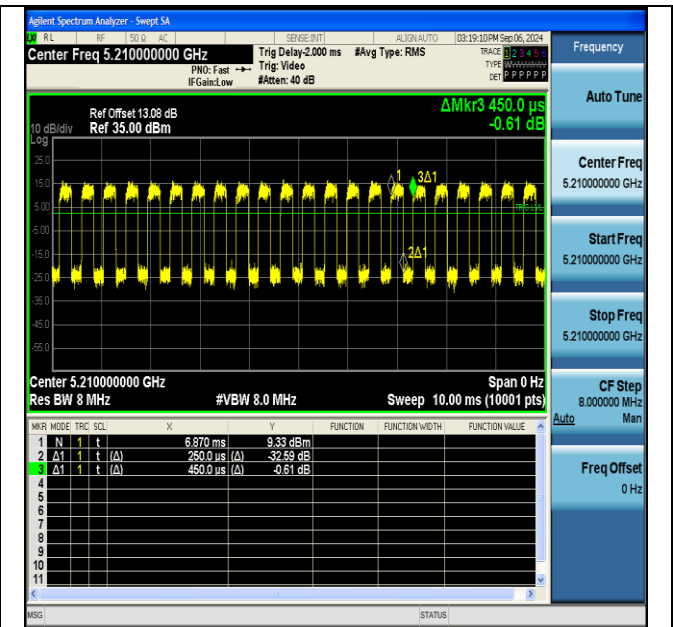 Agilent Spectrum Analyzer - Swept SA
LXI RL RF 50 Ω AC SENSE:INT ALIGN AUTO 03:19:10PM Sep 06, 2024
Center Freq 5.210000000 GHz
PNO: Fast
IFGain:Low
Trig Delay-2.000 ms
Trig: Video
#Atten: 40 dB
#Avg Type: RMS
TRACE 1 2 3 4 5 6
TYPE
DET P P P P P P
Ref Offset 13.08 dB
10 dB/div Ref 35.00 dBm
Log
ΔMkr3 450.0 µs
-0.61 dB
25.0
15.0
5.00
-5.00
-15.0
-25.0
-35.0
-45.0
-55.0
1
3Δ1
2Δ1
TRIG LVL
Center 5.210000000 GHz Span 0 Hz
Res BW 8 MHz #VBW 8.0 MHz Sweep 10.00 ms (10001 pts)
MKR MODE TRC SCL X Y FUNCTION FUNCTION WIDTH FUNCTION VALUE
1 N 1 t 6.870 ms 9.33 dBm
2 Δ1 1 t (Δ) 250.0 µs (Δ) -32.59 dB
3 Δ1 1 t (Δ) 450.0 µs (Δ) -0.61 dB
4
5
6
7
8
9
10
11
MSG STATUS
Frequency
Auto Tune
Center Freq
5.210000000 GHz
Start Freq
5.210000000 GHz
Stop Freq
5.210000000 GHz
CF Step
8.000000 MHz
Auto Man
Freq Offset
0 Hz